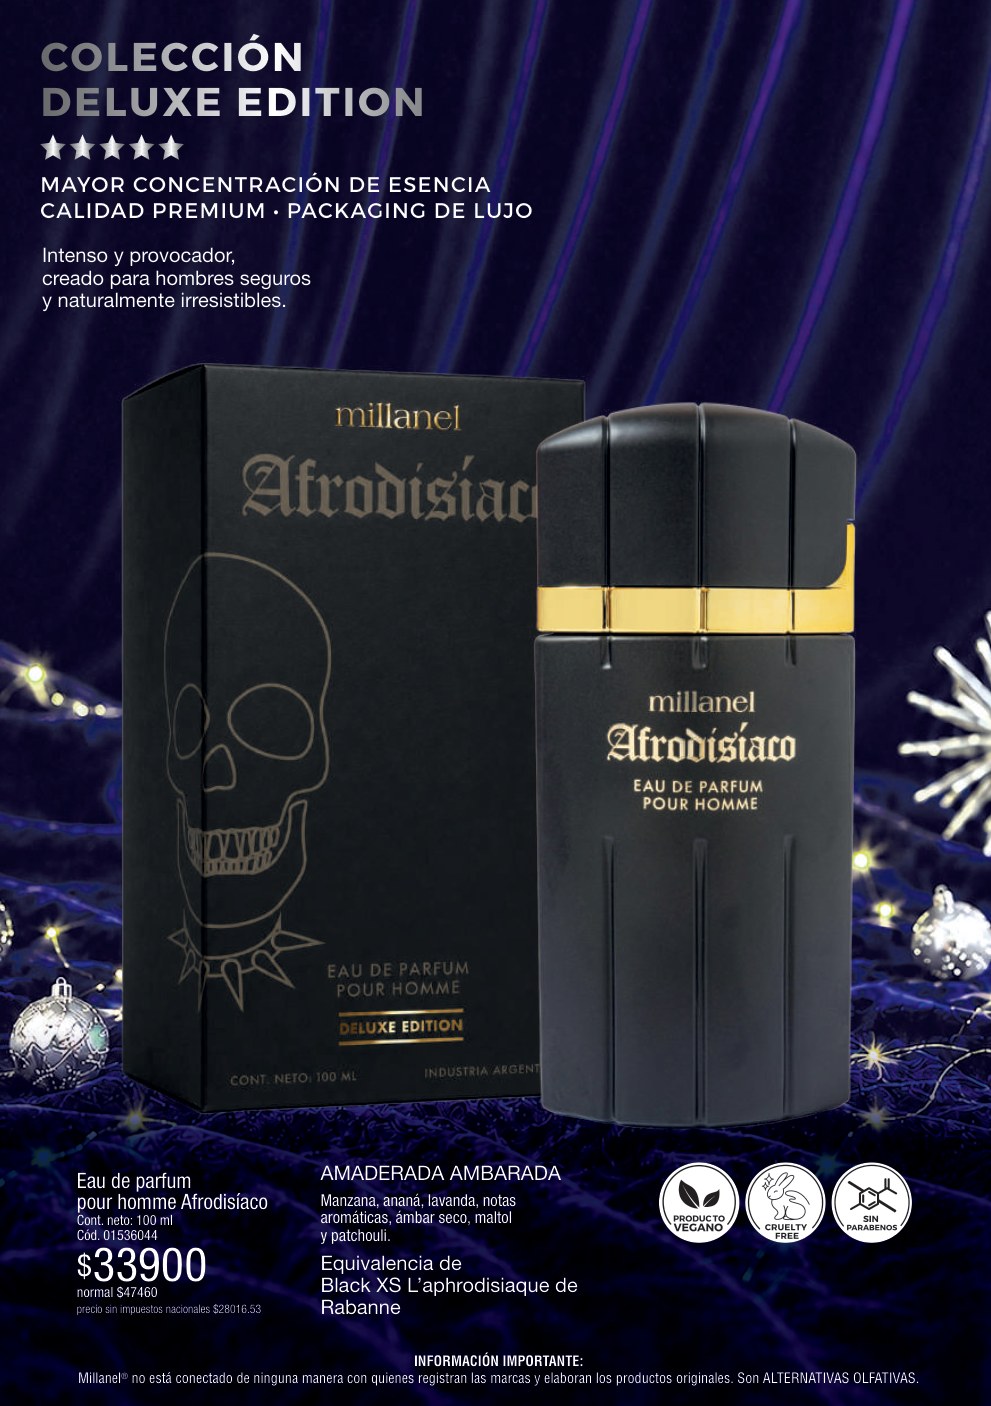 COLECCIÓN
DELUXE EDITION
MAYOR CONCENTRACIÓN DE ESENCIA
CALIDAD PREMIUM • PACKAGING DE LUJO
Intenso y provocador,
creado para hombres seguros
y naturalmente irresistibles.
millanel
Afrodisíaco
EAU DE PARFUM
POUR HOMME
DELUXE EDITION
CONT. NETO: 100 ML
INDUSTRIA ARGENT
millanel
Afrodisíaco
EAU DE PARFUM
POUR HOMME
Eau de parfum
pour homme Afrodisíaco
Cont. neto: 100 ml
Cód. 01536044
$33900
normal $47460
precio sin impuestos nacionales $28016.53
AMADERADA AMBARADA
Manzana, ananá, lavanda, notas
aromáticas, ámbar seco, maltol
y patchouli.
Equivalencia de
Black XS L'aphrodisiaque de
Rabanne
PRODUCTO
VEGANO
CRUELTY
FREE
SIN
PARABENOS
INFORMACIÓN IMPORTANTE:
Millanel® no está conectado de ninguna manera con quienes registran las marcas y elaboran los productos originales. Son ALTERNATIVAS OLFATIVAS.